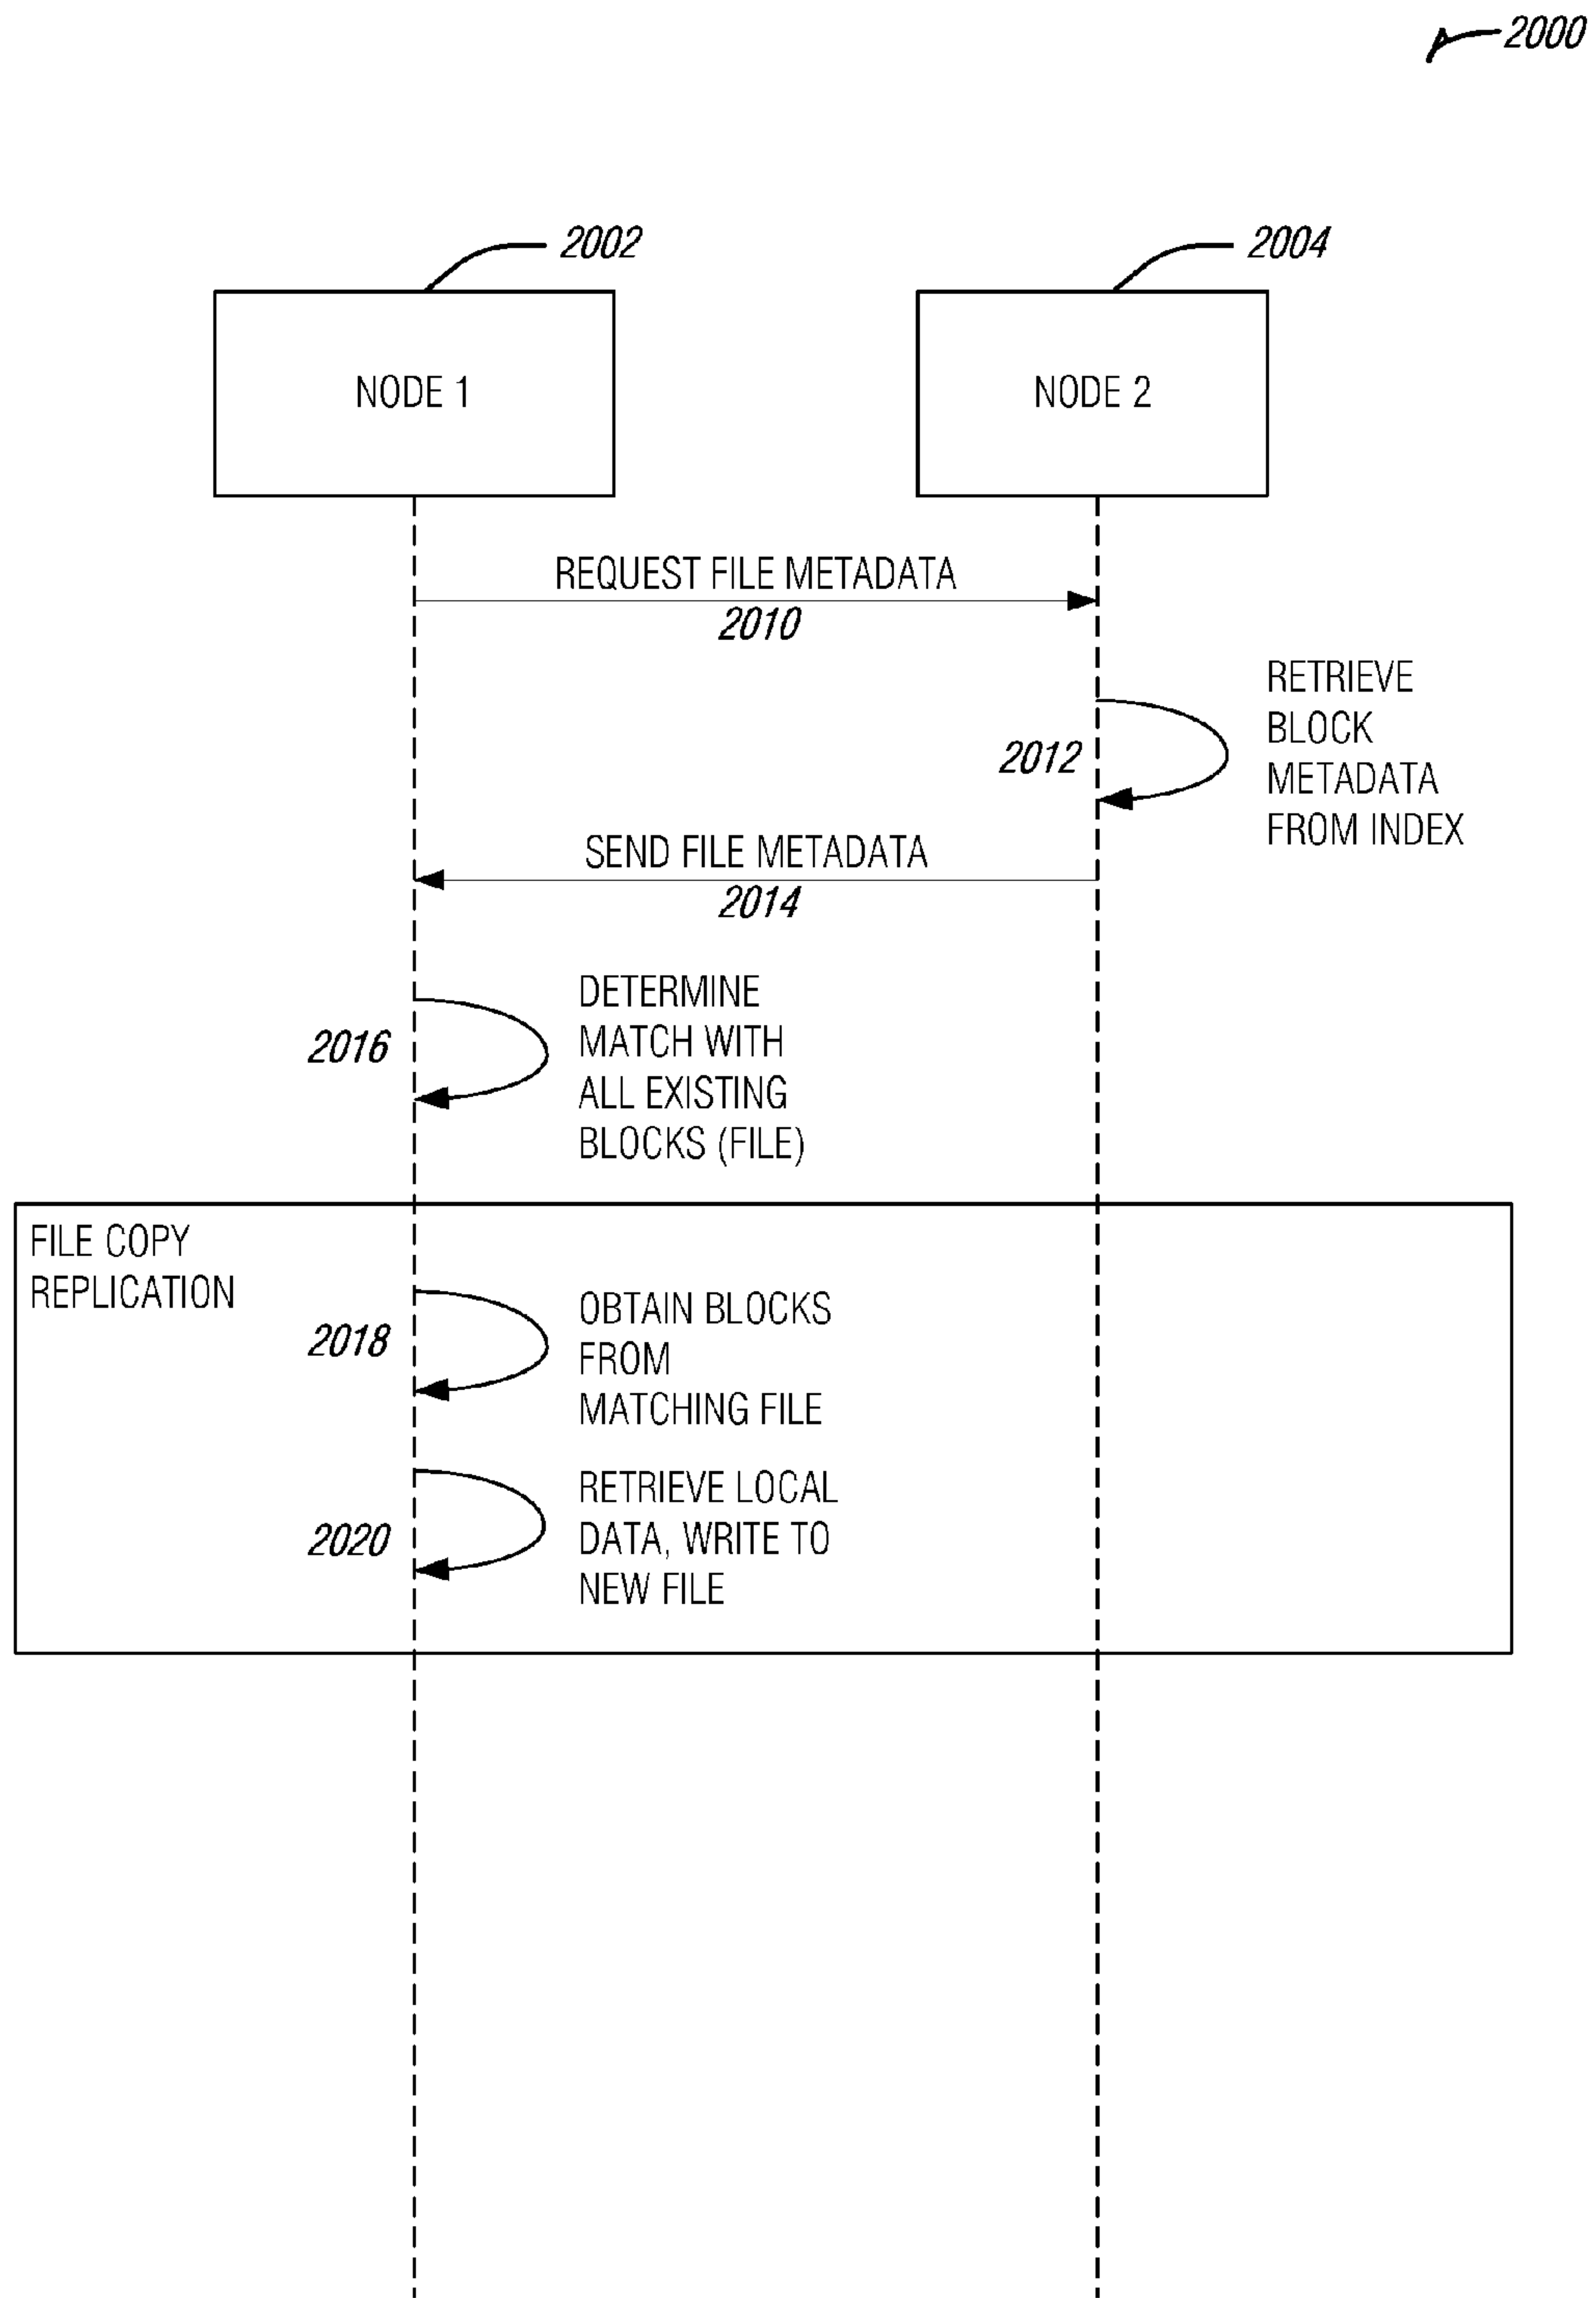 2000
2002
2004
NODE 1
NODE 2
REQUEST FILE METADATA
2010
RETRIEVE
BLOCK
METADATA
FROM INDEX
2012
SEND FILE METADATA
2014
DETERMINE
MATCH WITH
ALL EXISTING
BLOCKS (FILE)
2016
FILE COPY
REPLICATION
OBTAIN BLOCKS
FROM
MATCHING FILE
2018
RETRIEVE LOCAL
DATA, WRITE TO
NEW FILE
2020